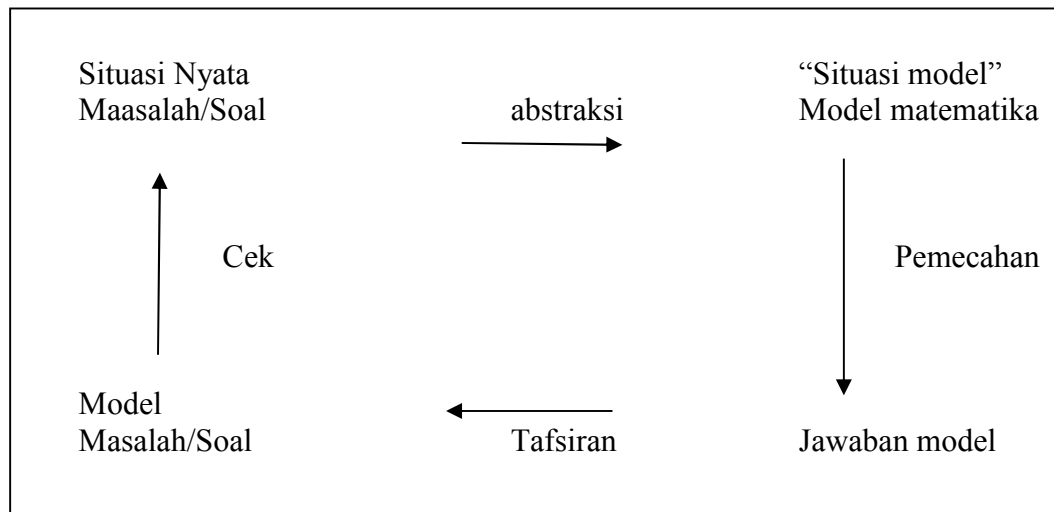 Situasi Nyata
Maasalah/Soal
abstraksi
“Situasi model”
Model matematika
Cek
Pemecahan
Model
Masalah/Soal
Tafsiran
Jawaban model